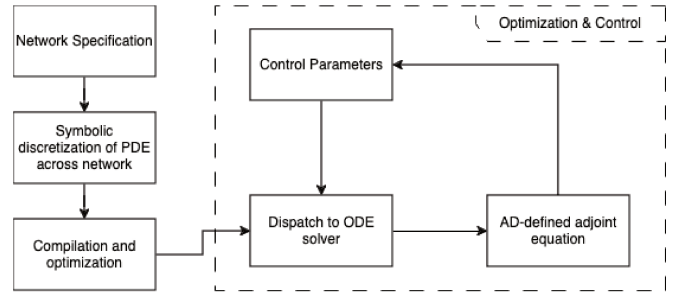 Network Specification
Symbolic
discretization of PDE
across network
Compilation and
optimization
Optimization & Control
Control Parameters
Dispatch to ODE
solver
AD-defined adjoint
equation